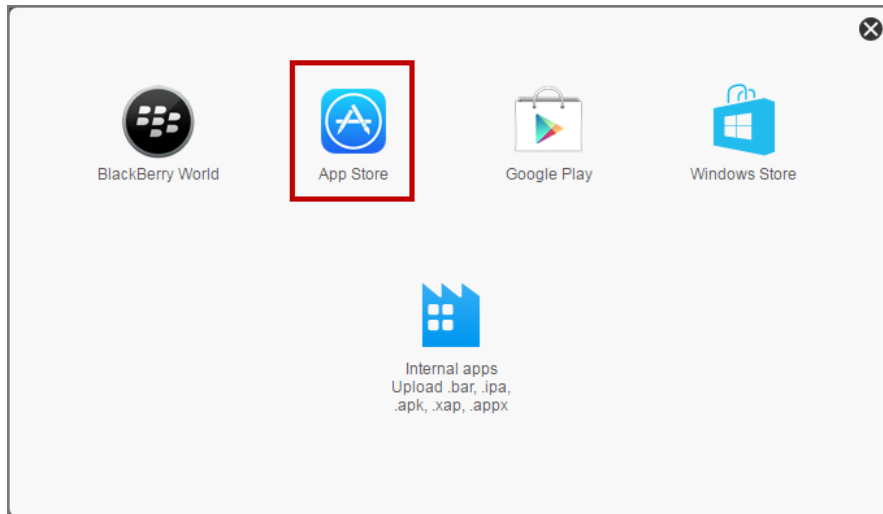 BlackBerry World
App Store
Google Play
Windows Store
Internal apps
Upload .bar, .ipa,
.apk, .xap, .appx